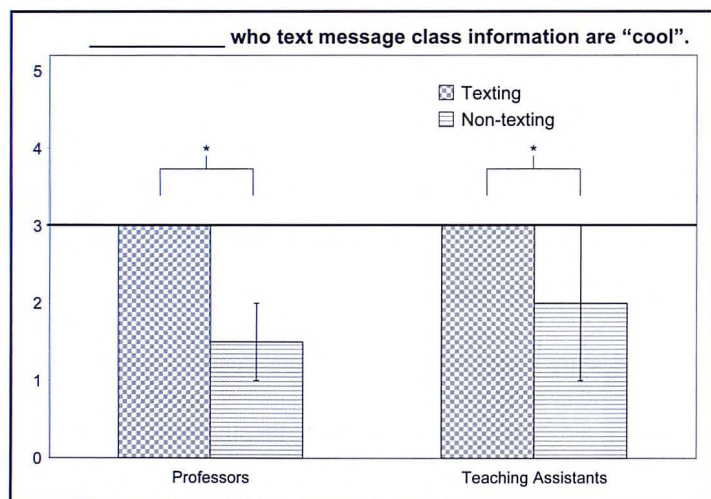 ____________ who text message class information are “cool”.
5
Texting
Non-texting
4
*
*
3
2
1
0
Professors
Teaching Assistants